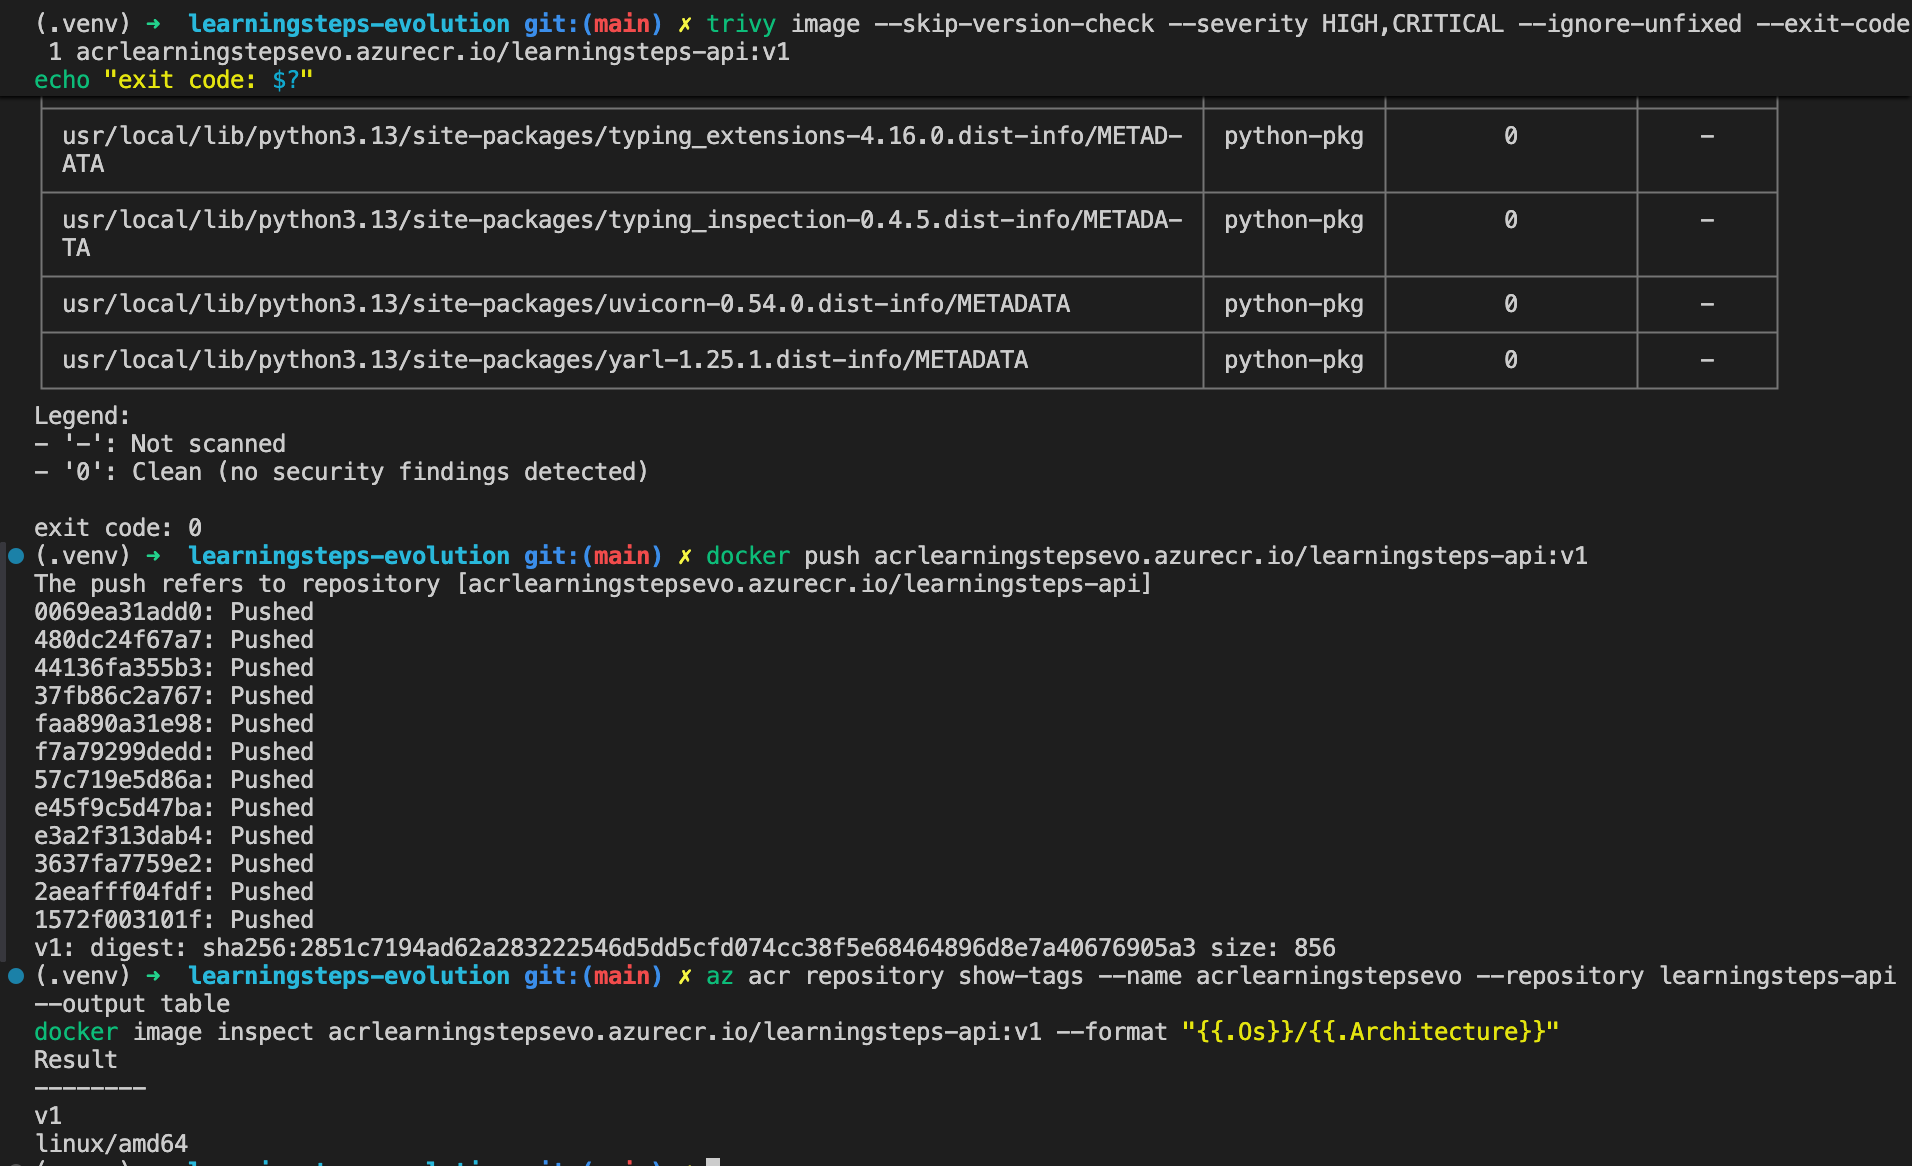 (.venv) ➜  learningsteps-evolution git:(main) ✗ trivy image --skip-version-check --severity HIGH,CRITICAL --ignore-unfixed --exit-code
1 acrlearningstepsevo.azurecr.io/learningsteps-api:v1
echo "exit code: $?"
usr/local/lib/python3.13/site-packages/typing_extensions-4.16.0.dist-info/METAD- python-pkg 0 -
ATA
usr/local/lib/python3.13/site-packages/typing_inspection-0.4.5.dist-info/METADA- python-pkg 0 -
TA
usr/local/lib/python3.13/site-packages/uvicorn-0.54.0.dist-info/METADATA python-pkg 0 -
usr/local/lib/python3.13/site-packages/yarl-1.25.1.dist-info/METADATA python-pkg 0 -
Legend:
- '-': Not scanned
- '0': Clean (no security findings detected)
exit code: 0
(.venv) ➜  learningsteps-evolution git:(main) ✗ docker push acrlearningstepsevo.azurecr.io/learningsteps-api:v1
The push refers to repository [acrlearningstepsevo.azurecr.io/learningsteps-api]
0069ea31add0: Pushed
480dc24f67a7: Pushed
44136fa355b3: Pushed
37fb86c2a767: Pushed
faa890a31e98: Pushed
f7a79299dedd: Pushed
57c719e5d86a: Pushed
e45f9c5d47ba: Pushed
e3a2f313dab4: Pushed
3637fa7759e2: Pushed
2aeafff04fdf: Pushed
1572f003101f: Pushed
v1: digest: sha256:2851c7194ad62a283222546d5dd5cfd074cc38f5e68464896d8e7a40676905a3 size: 856
(.venv) ➜  learningsteps-evolution git:(main) ✗ az acr repository show-tags --name acrlearningstepsevo --repository learningsteps-api
--output table
docker image inspect acrlearningstepsevo.azurecr.io/learningsteps-api:v1 --format "{{.Os}}/{{.Architecture}}"
Result
--------
v1
linux/amd64